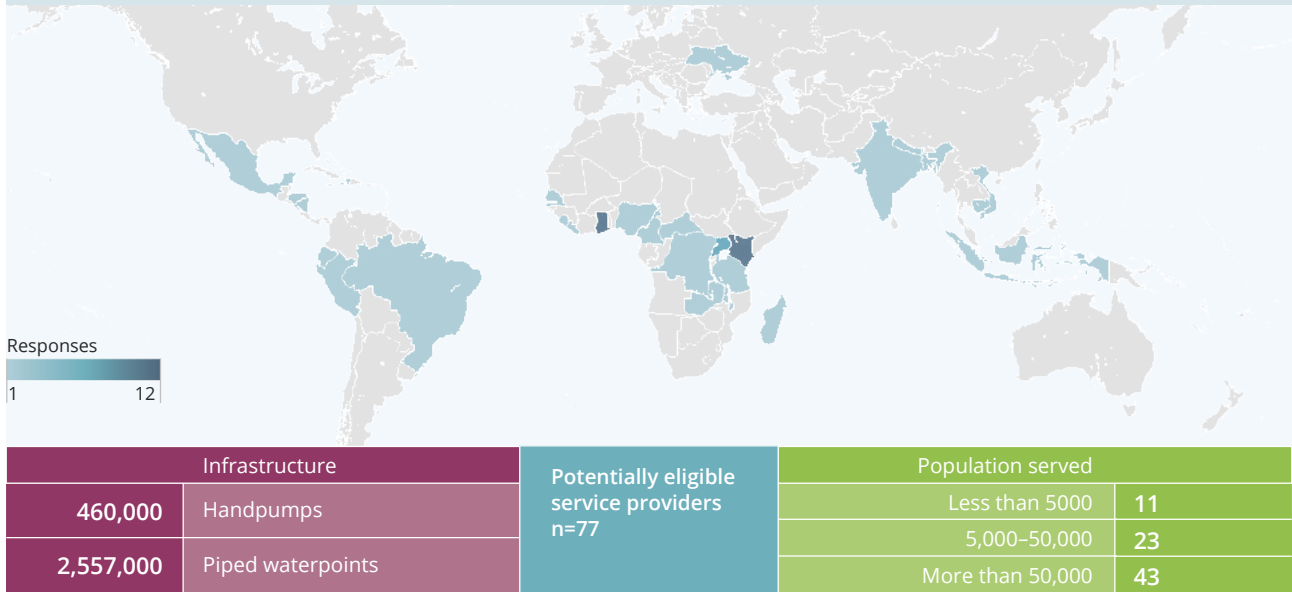 Responses
1 12
Infrastructure
460,000 Handpumps
2,557,000 Piped waterpoints
Potentially eligible
service providers
n=77
Population served
Less than 5000 11
5,000–50,000 23
More than 50,000 43